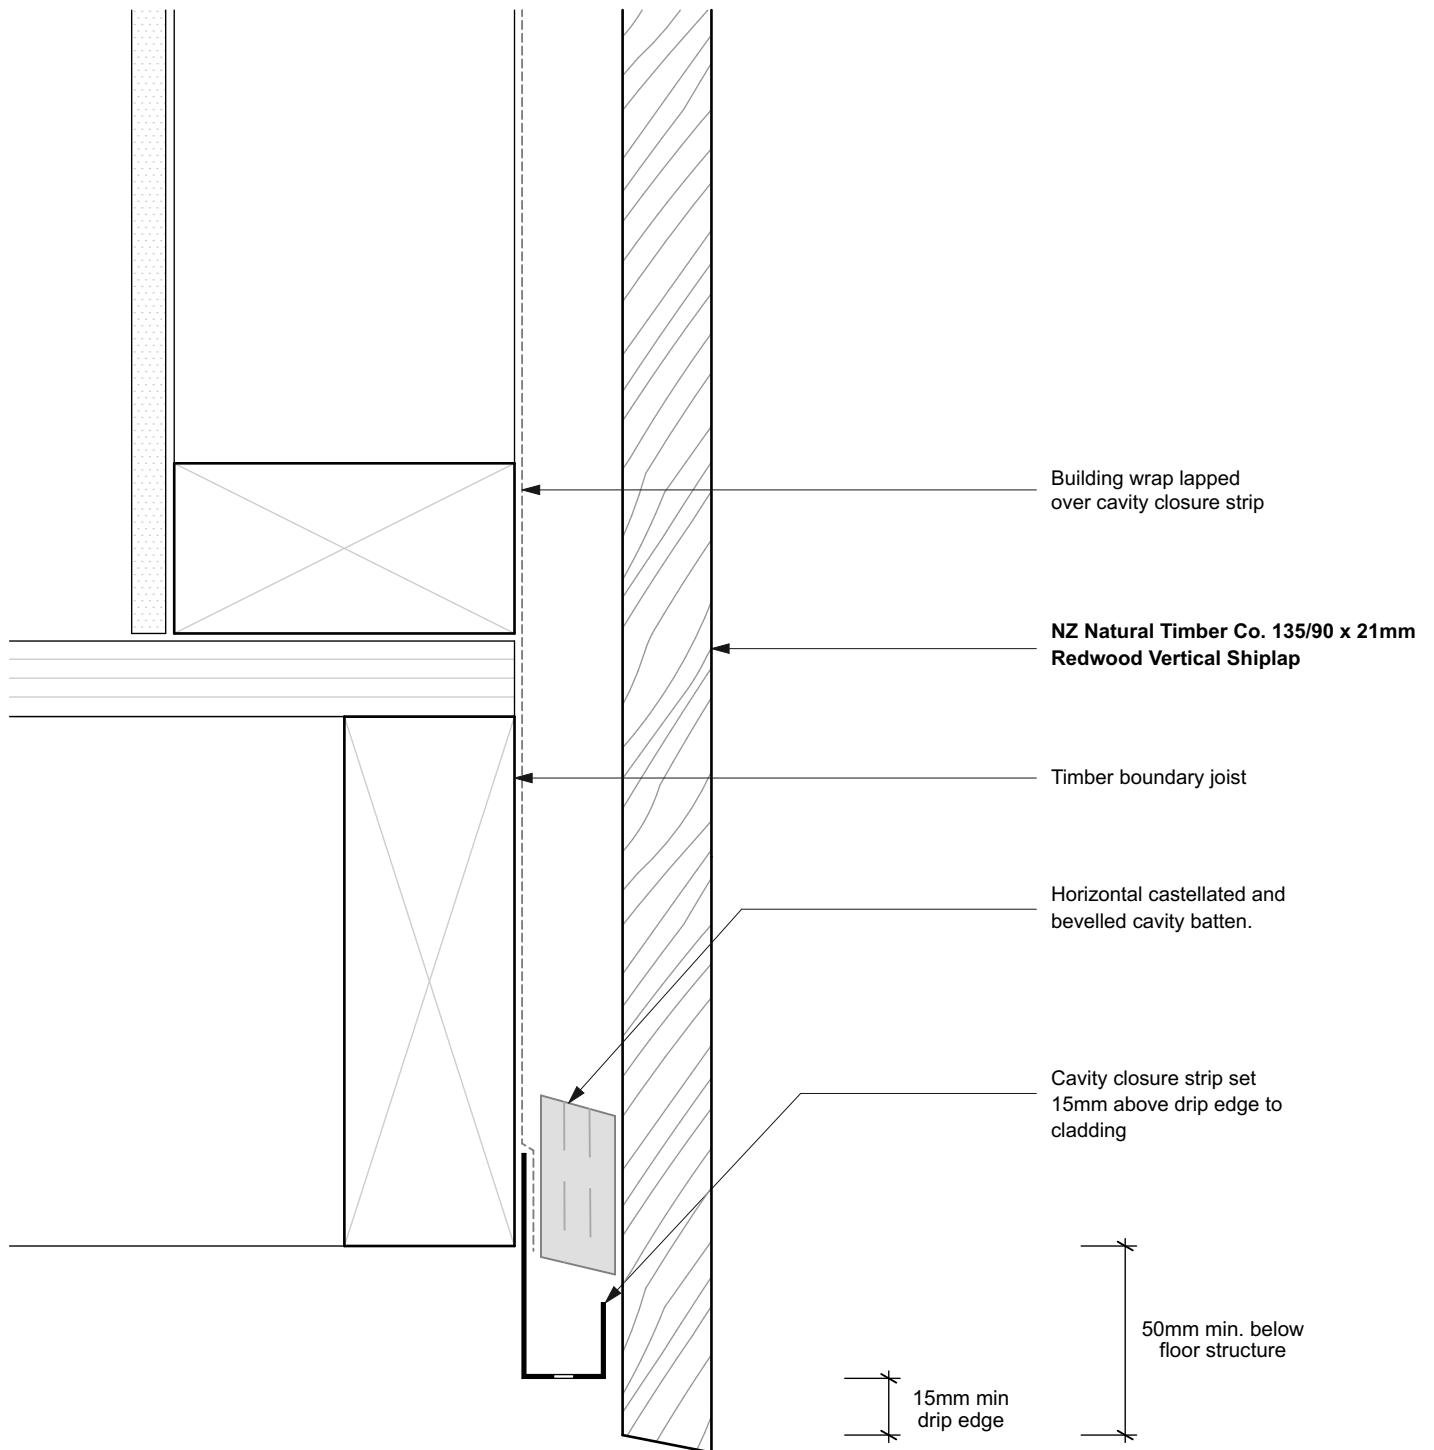 Building wrap lapped
over cavity closure strip
NZ Natural Timber Co. 135/90 x 21mm
Redwood Vertical Shiplap
Timber boundary joist
Horizontal castellated and
bevelled cavity batten.
Cavity closure strip set
15mm above drip edge to
cladding
50mm min. below
floor structure
15mm min
drip edge